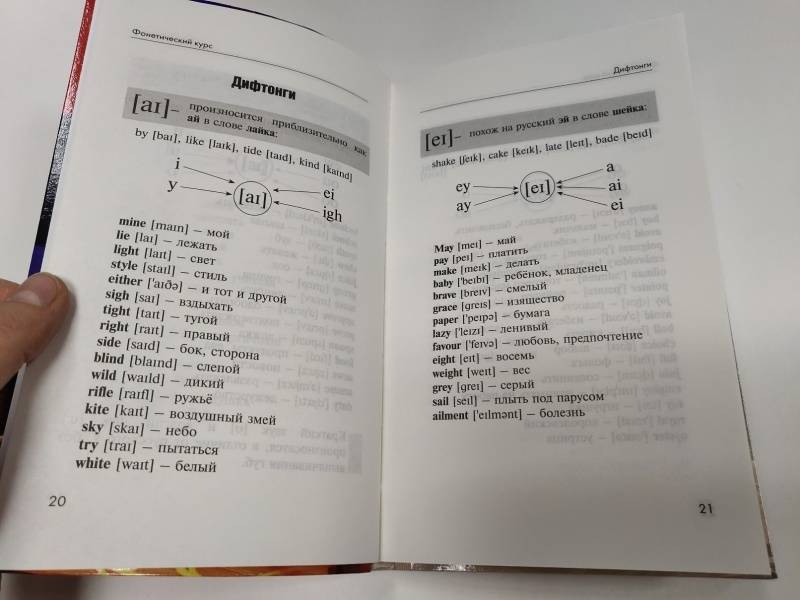 Фонетический курс
Дифтонги
[aɪ] – произносится приблизительно как
ай в слове лайка:
by [baɪ], like [laɪk], tide [taɪd], kind [kaɪnd]
i
y
[aɪ]
ei
igh
mine [maɪn] – мой
lie [laɪ] – лежать
light [laɪt] – свет
style [staɪl] – стиль
either ['aɪðə] – и тот и другой
sigh [saɪ] – вздыхать
tight [taɪt] – тугой
right [raɪt] – правый
side [saɪd] – бок, сторона
blind [blaɪnd] – слепой
wild [waɪld] – дикий
rifle [raɪfl] – ружьё
kite [kaɪt] – воздушный змей
sky [skaɪ] – небо
try [traɪ] – пытаться
white [waɪt] – белый
20
Дифтонги
[eɪ] – похож на русский эй в слове шейка:
shake [ʃeɪk], cake [keɪk], late [leɪt], bade [beɪd]
ey
ay
[eɪ]
a
ai
ei
May [meɪ] – май
pay [peɪ] – платить
make [meɪk] – делать
baby ['beɪbɪ] – ребёнок, младенец
brave [breɪv] – смелый
grace [greɪs] – изящество
paper ['peɪpə] – бумага
lazy ['leɪzɪ] – ленивый
favour ['feɪvə] – любовь, предпочтение
eight [eɪt] – восемь
weight [weɪt] – вес
grey [greɪ] – серый
sail [seɪl] – плыть под парусом
ailment ['eɪlmənt] – болезнь
21